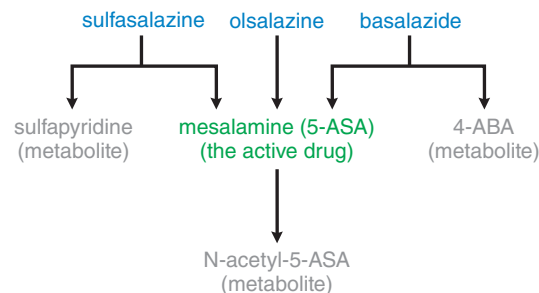 sulfasalazine olsalazine basalazide
sulfapyridine mesalamine (5-ASA) 4-ABA
(metabolite) (the active drug) (metabolite)
N-acetyl-5-ASA
(metabolite)